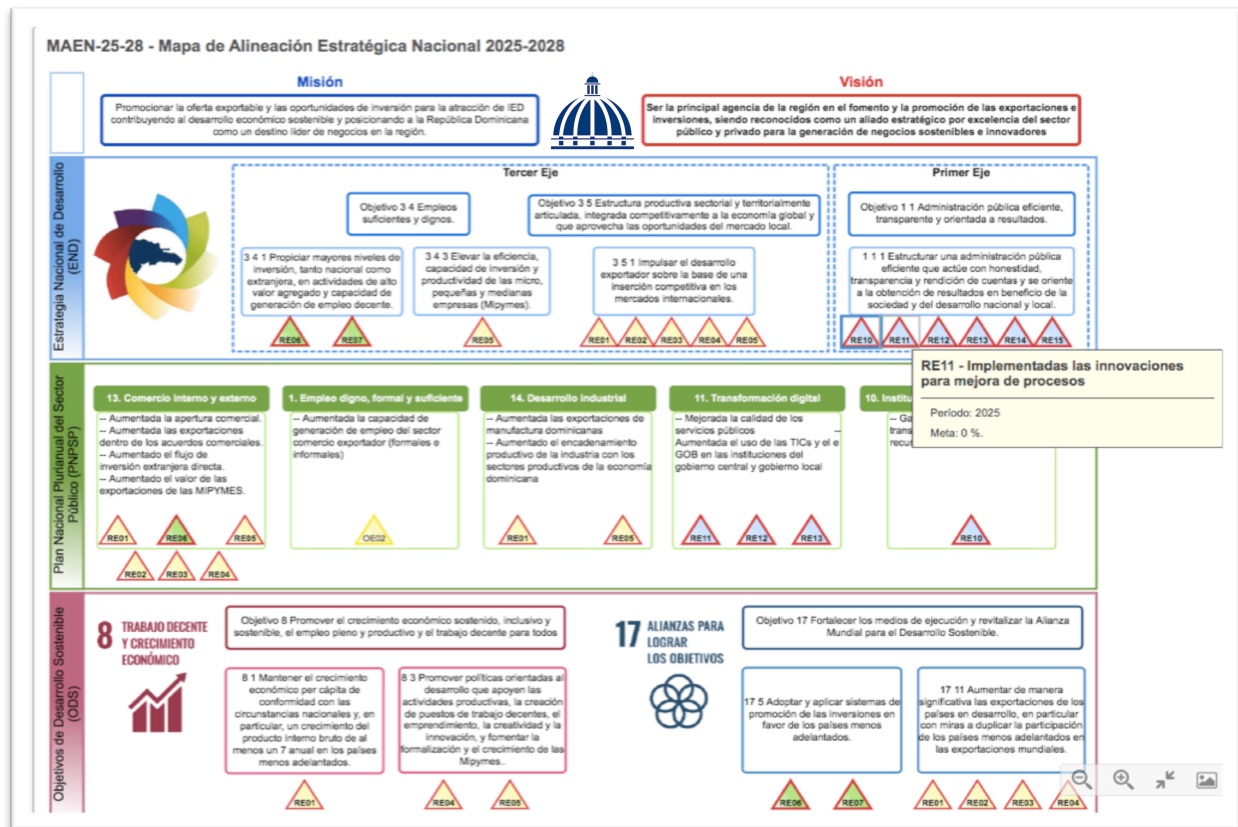 MAEN-25-28 - Mapa de Alineación Estratégica Nacional 2025-2028
Misión
Promocionar la oferta exportable y las oportunidades de inversión para la atracción de IED
contribuyendo al desarrollo económico sostenible y posicionando a la República Dominicana
como un destino líder de negocios en la región.
Visión
Ser la principal agencia de la región en el fomento y la promoción de las exportaciones e
inversiones, siendo reconocidos como un aliado estratégico por excelencia del sector
público y privado para la generación de negocios sostenibles e innovadores
Estrategia Nacional de Desarrollo
(END)
Tercer Eje
Objetivo 3 4 Empleos
suficientes y dignos.
Objetivo 3 5 Estructura productiva sectorial y territorialmente
articulada, integrada competitivamente a la economía global y
que aprovecha las oportunidades del mercado local.
3 4 1 Propiciar mayores niveles de
inversión, tanto nacional como
extranjera, en actividades de alto
valor agregado y capacidad de
generación de empleo decente.
3 4 3 Elevar la eficiencia,
capacidad de inversión y
productividad de las micro,
pequeñas y medianas
empresas (Mipymes).
3 5 1 Impulsar el desarrollo
exportador sobre la base de una
inserción competitiva en los
mercados internacionales.
RE06
RE07
RE05
RE01
RE02
RE03
RE04
RE05
Primer Eje
Objetivo 1 1 Administración pública eficiente,
transparente y orientada a resultados.
1 1 1 Estructurar una administración pública
eficiente que actúe con honestidad,
transparencia y rendición de cuentas y se oriente
a la obtención de resultados en beneficio de la
sociedad y del desarrollo nacional y local.
RE10
RE11
RE12
RE13
RE14
RE15
RE11 - Implementadas las innovaciones
para mejora de procesos
Período: 2025
Meta: 0 %.
Plan Nacional Plurianual del Sector
Público (PNPSP)
13. Comercio interno y externo
-- Aumentada la apertura comercial.
-- Aumentada las exportaciones
dentro de los acuerdos comerciales.
-- Aumentado el flujo de
inversión extranjera directa.
-- Aumentado el valor de las
exportaciones de las MIPYMES.
RE01
RE06
RE05
RE02
RE03
RE04
1. Empleo digno, formal y suficiente
-- Aumentada la capacidad de
generación de empleo del sector
comercio exportador (formales e
informales)
OE02
14. Desarrollo industrial
-- Aumentada las exportaciones de
manufactura dominicanas
-- Aumentado el encadenamiento
productivo de la industria con los
sectores productivos de la economía
dominicana
RE01
RE05
11. Transformación digital
-- Mejorada la calidad de los
servicios públicos --
Aumentada el uso de las TICs y el e
GOB en las instituciones del
gobierno central y gobierno local
RE11
RE12
RE13
10. Institu
-- Ga
trans
recu
RE10
Objetivos de Desarrollo Sostenible
(ODS)
8 TRABAJO DECENTE
Y CRECIMIENTO
ECONÓMICO
Objetivo 8 Promover el crecimiento económico sostenido, inclusivo y
sostenible, el empleo pleno y productivo y el trabajo decente para todos
8 1 Mantener el crecimiento
económico per cápita de
conformidad con las
circunstancias nacionales y, en
particular, un crecimiento del
producto interno bruto de al
menos un 7 anual en los países
menos adelantados.
8 3 Promover políticas orientadas al
desarrollo que apoyen las
actividades productivas, la creación
de puestos de trabajo decentes, el
emprendimiento, la creatividad y la
innovación, y fomentar la
formalización y el crecimiento de las
Mipymes..
RE01
RE04
RE05
17 ALIANZAS PARA
LOGRAR
LOS OBJETIVOS
Objetivo 17 Fortalecer los medios de ejecución y revitalizar la Alianza
Mundial para el Desarrollo Sostenible.
17 5 Adoptar y aplicar sistemas de
promoción de las inversiones en
favor de los países menos
adelantados.
17 11 Aumentar de manera
significativa las exportaciones de los
países en desarrollo, en particular
con miras a duplicar la participación
de los países menos adelantados en
las exportaciones mundiales.
RE06
RE07
RE01
RE02
RE03
RE04